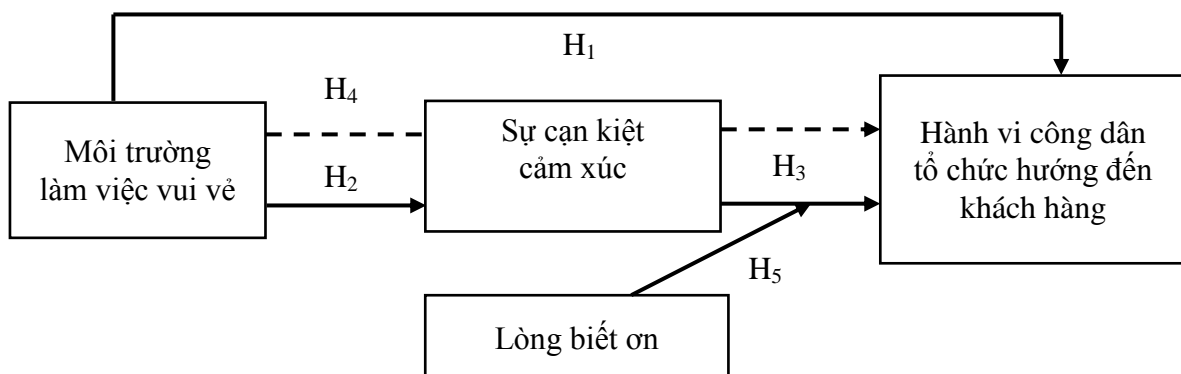 H₁
H₄
Môi trường
làm việc vui vẻ
H₂
Sự cạn kiệt
cảm xúc
H₃
Hành vi công dân
tổ chức hướng đến
khách hàng
H₅
Lòng biết ơn